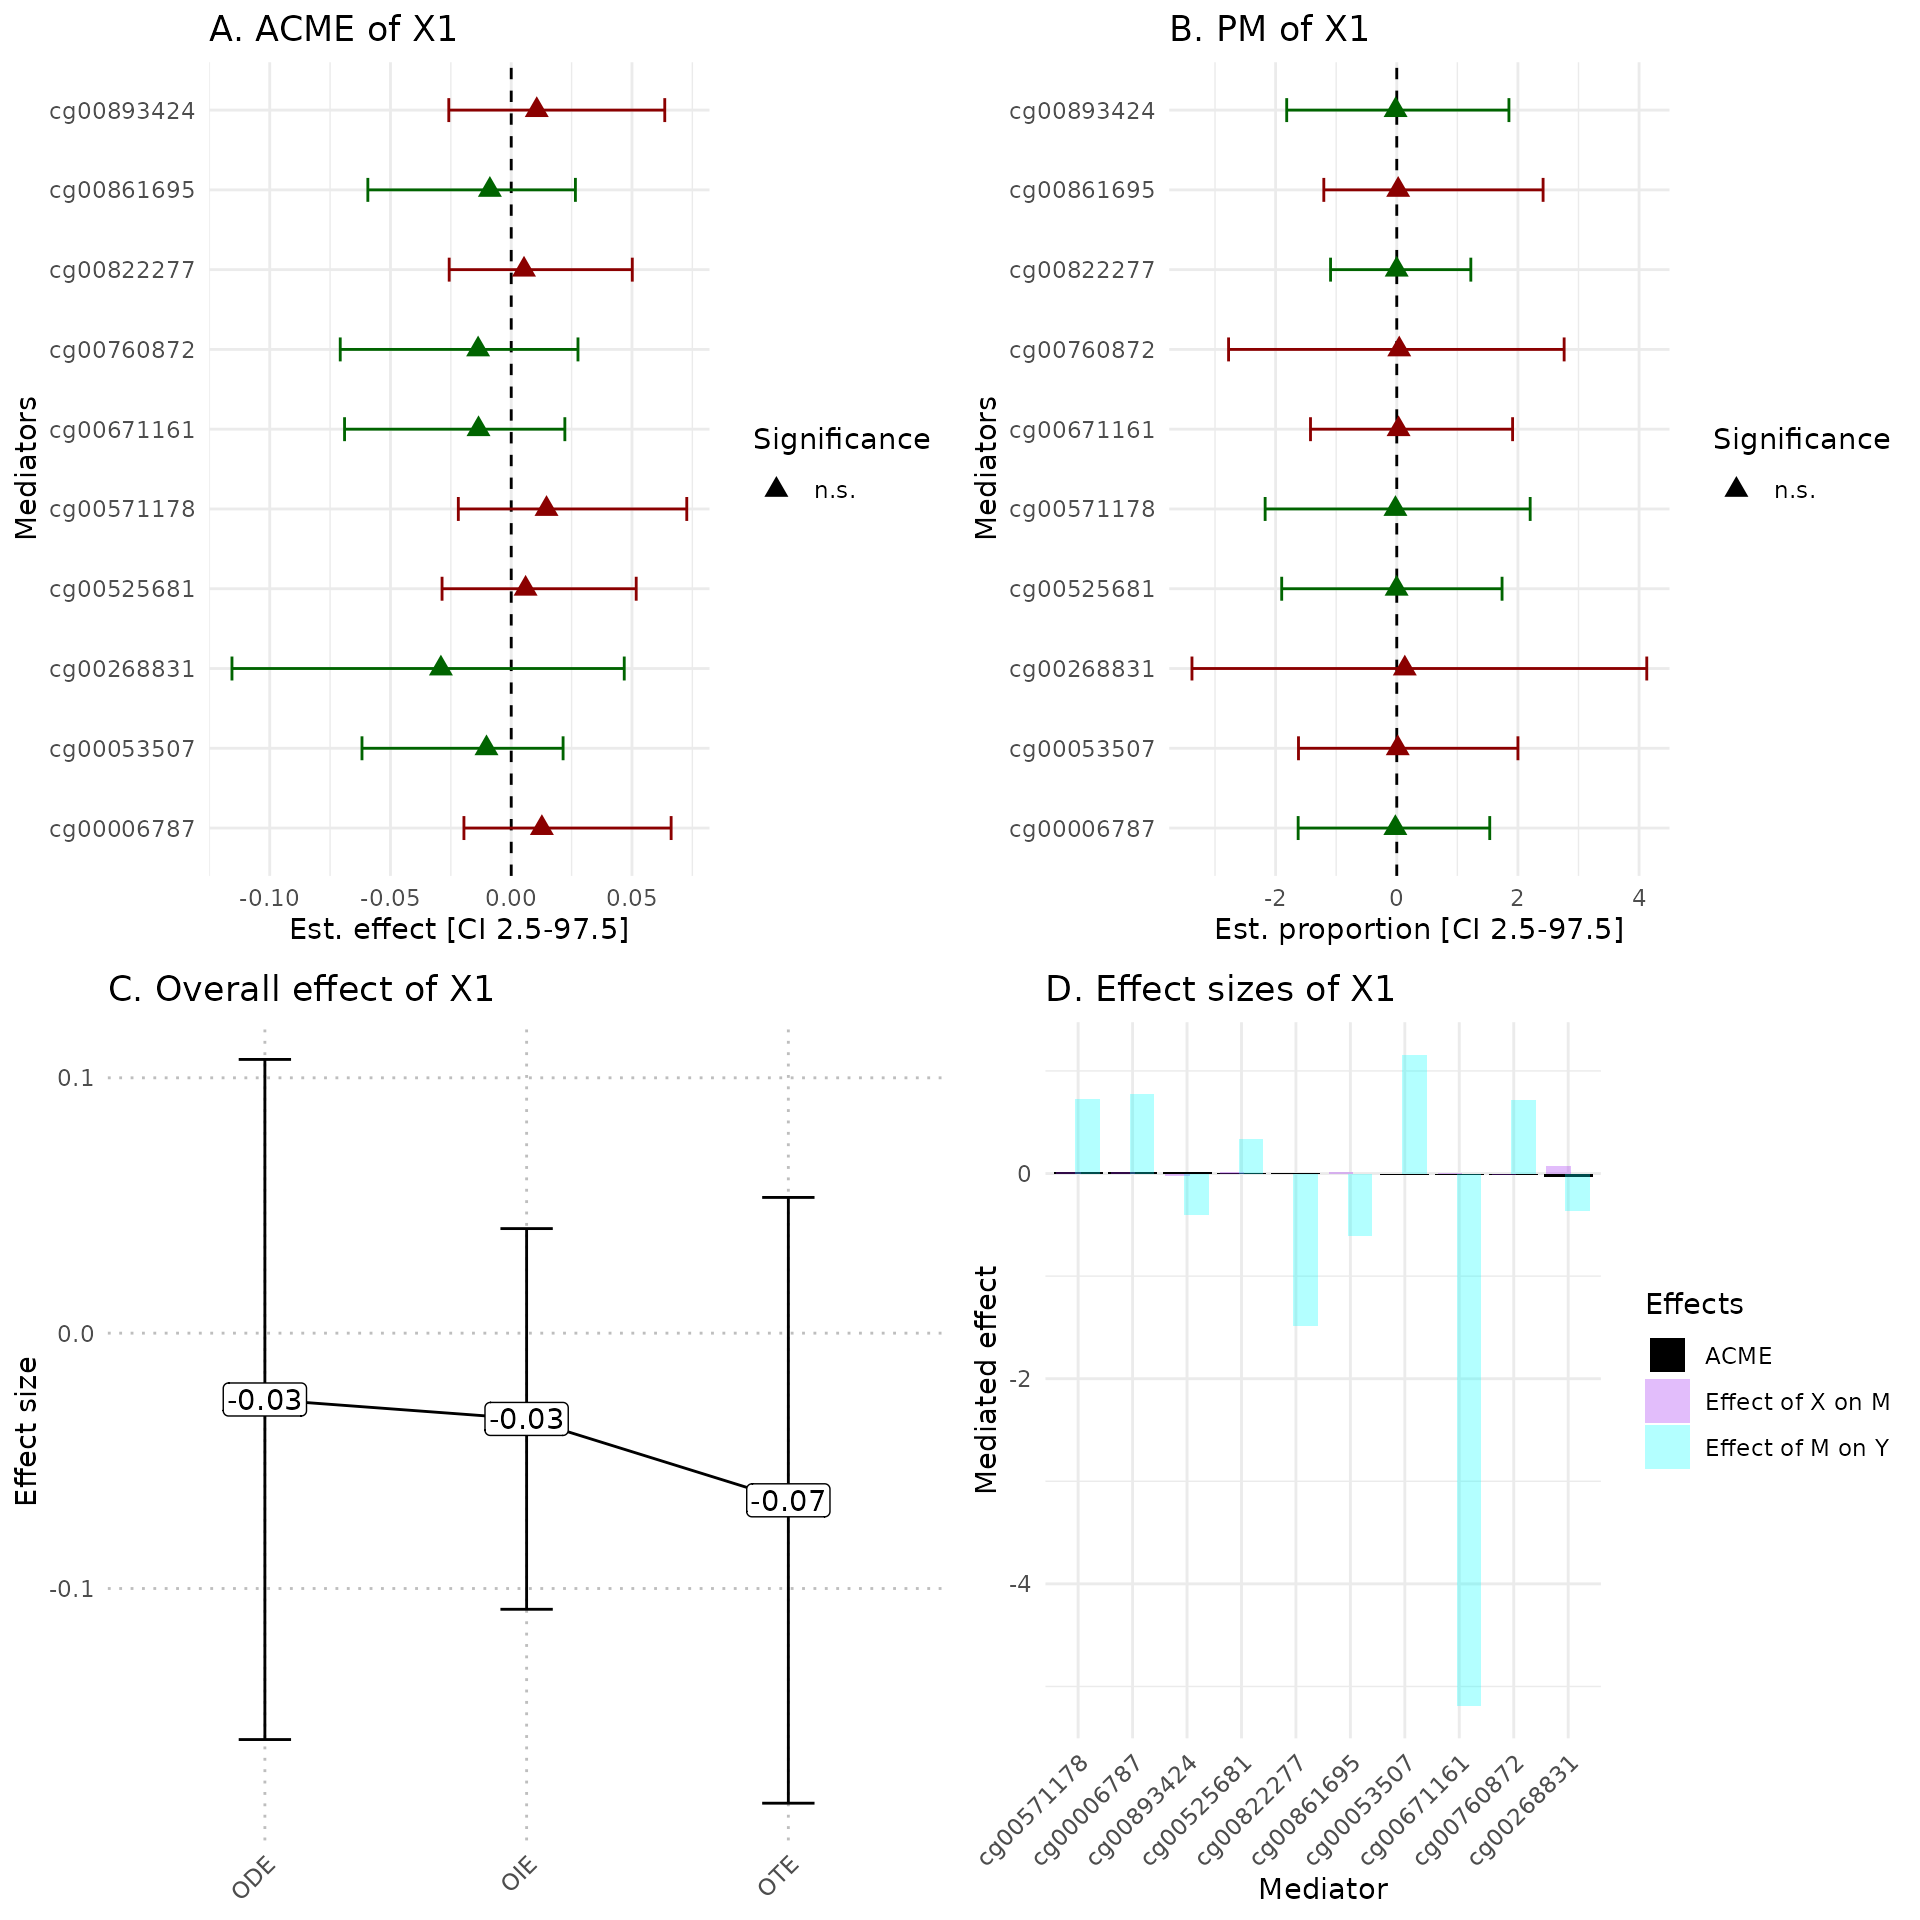 A. ACME of X1
Mediators
cg00893424
cg00861695
cg00822277
cg00760872
cg00671161
cg00571178
cg00525681
cg00268831
cg00053507
cg00006787
-0.10 -0.05 0.00 0.05
Est. effect [CI 2.5-97.5]
Significance
n.s.
B. PM of X1
Mediators
cg00893424
cg00861695
cg00822277
cg00760872
cg00671161
cg00571178
cg00525681
cg00268831
cg00053507
cg00006787
-2 0 2 4
Est. proportion [CI 2.5-97.5]
Significance
n.s.
C. Overall effect of X1
Effect size
0.1
0.0
-0.1
-0.03
-0.03
-0.07
ODE
OIE
OTE
D. Effect sizes of X1
Mediated effect
0
-2
-4
cg00571178
cg00006787
cg00893424
cg00525681
cg00822277
cg00861695
cg00053507
cg00671161
cg00760872
cg00268831
Mediator
Effects
ACME
Effect of X on M
Effect of M on Y